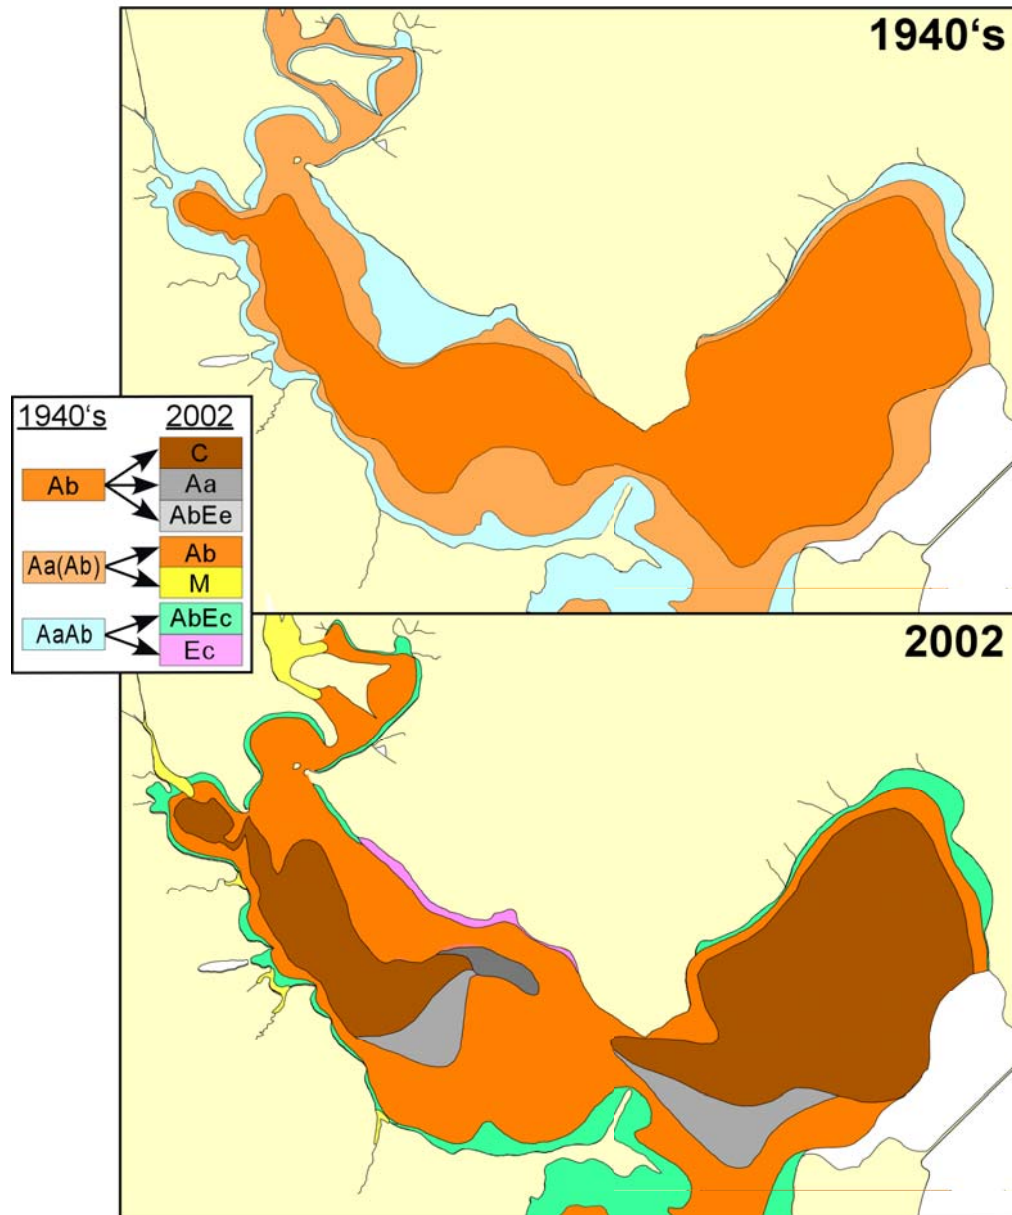 1940‘s
1940's 2002
C
Ab Aa
AbEe
Aa(Ab) Ab
M
AaAb AbEc
Ec
2002